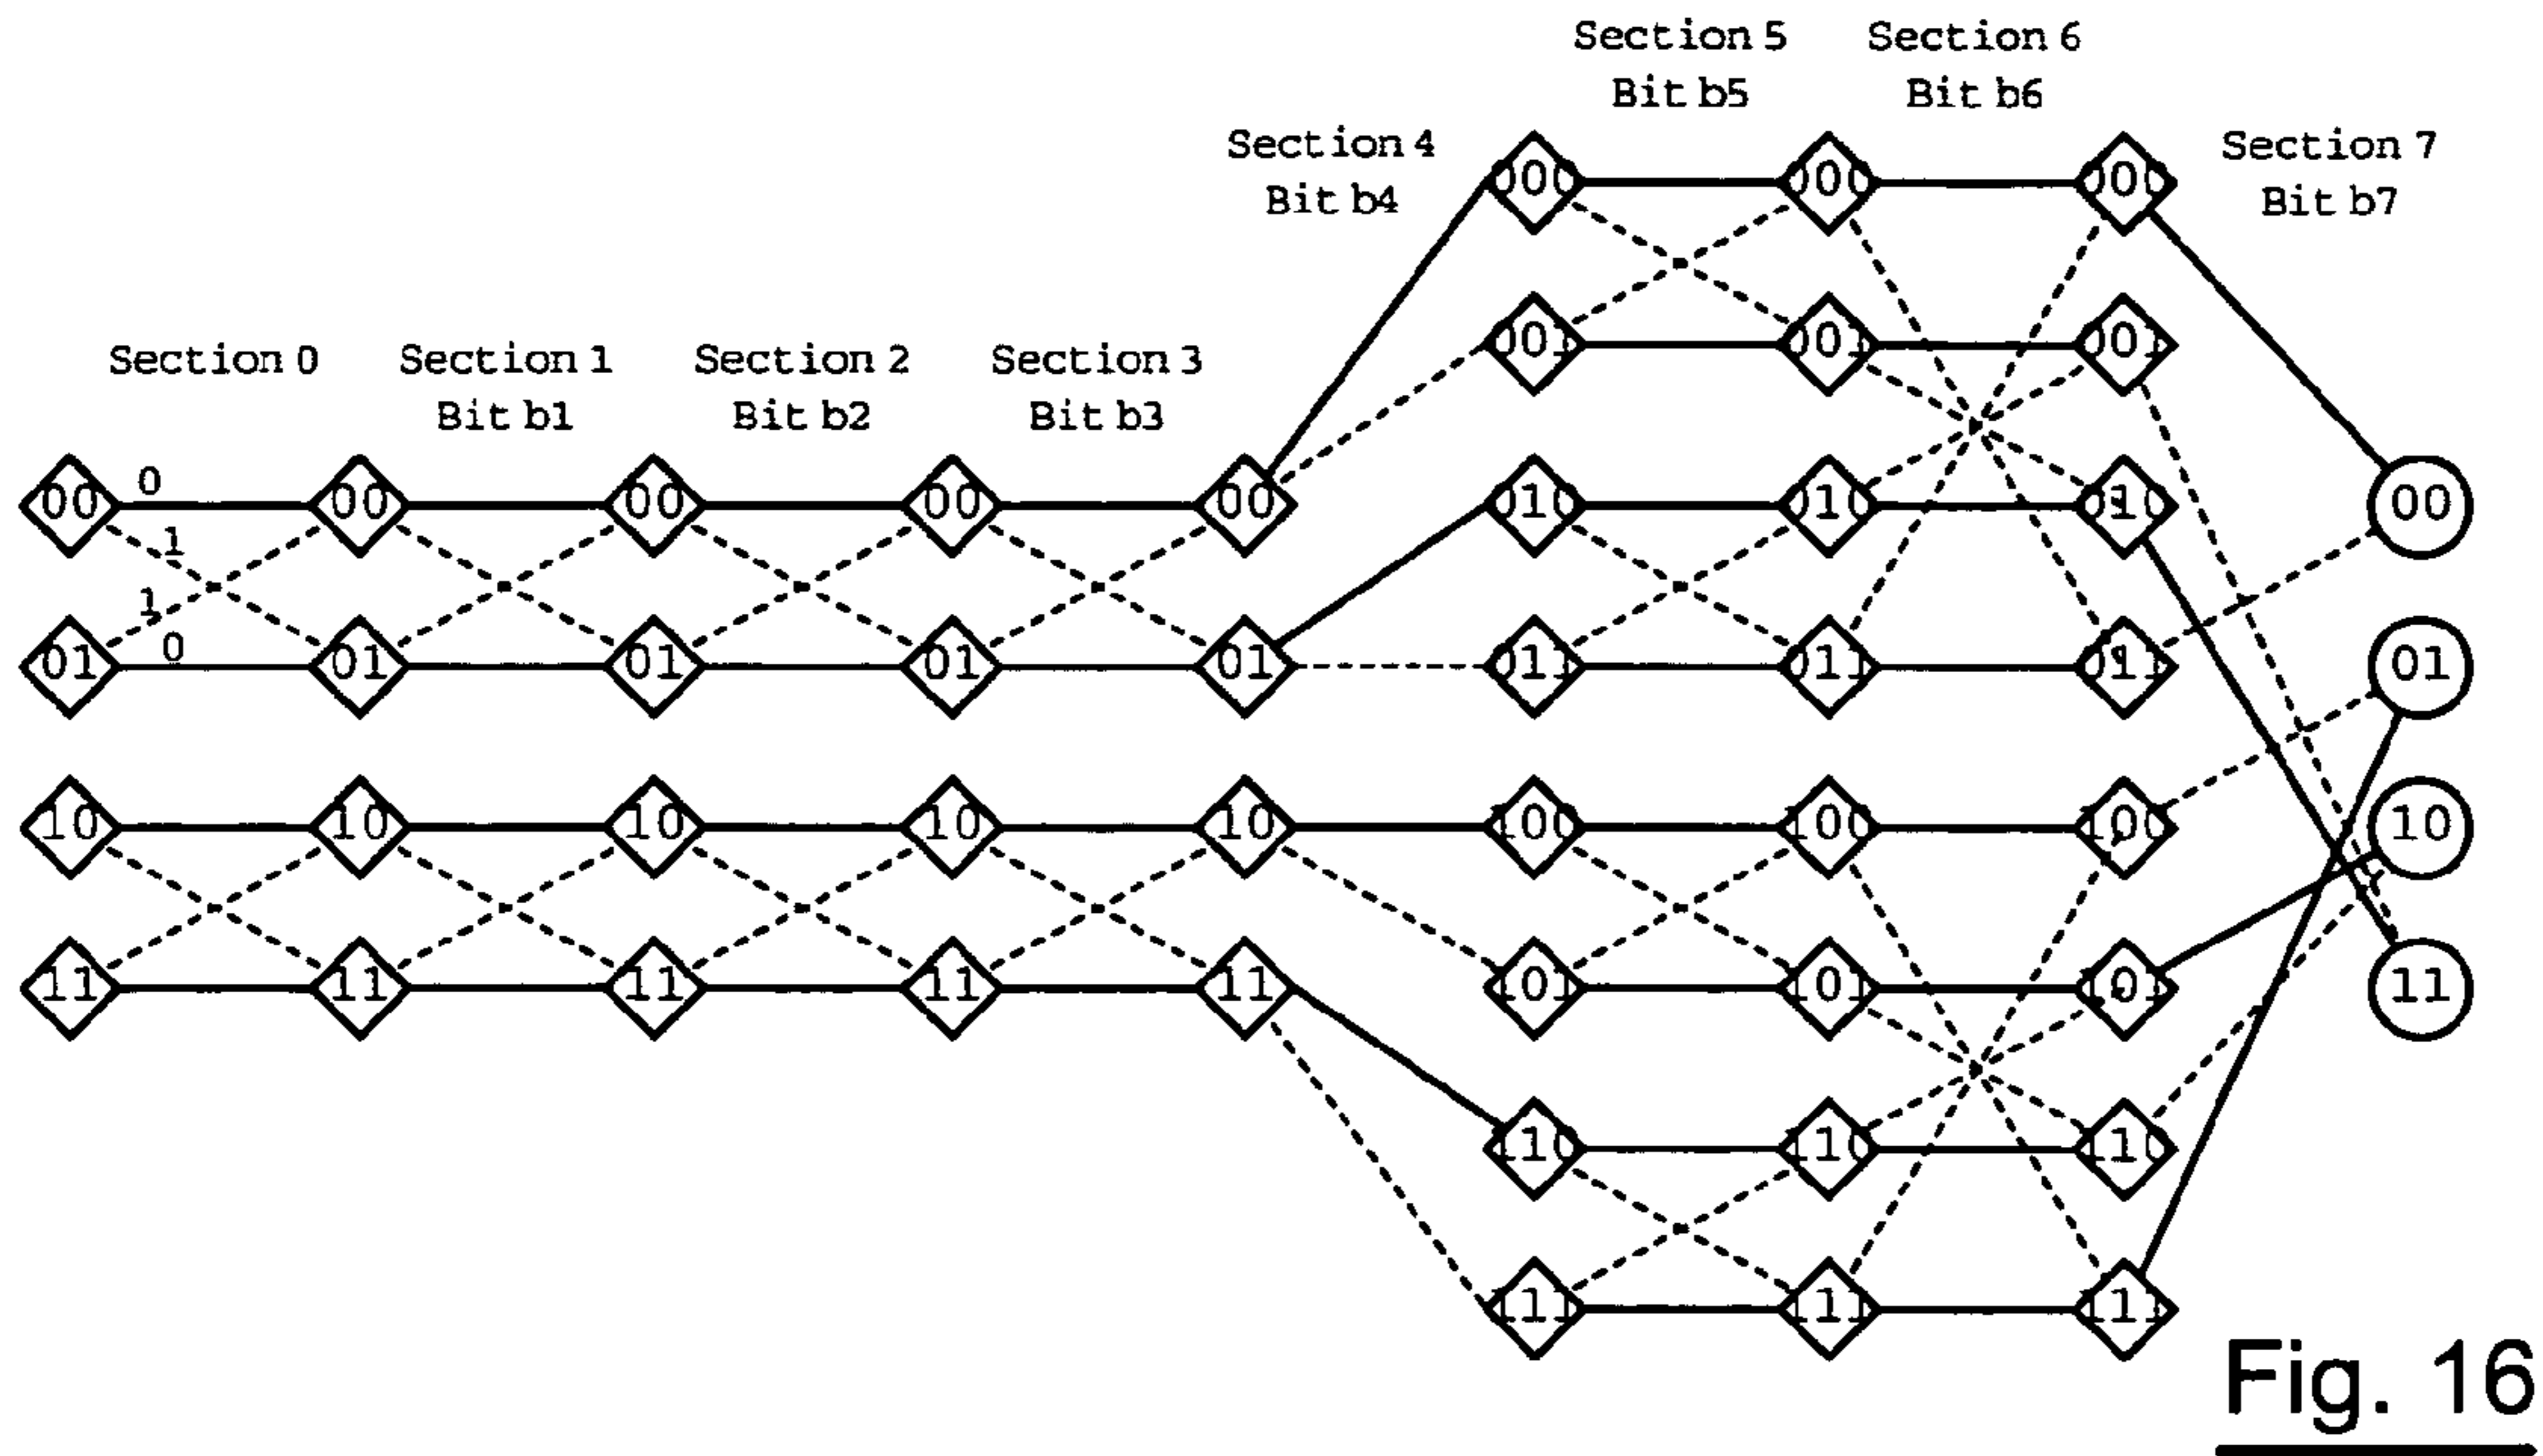 Section 5 Section 6
Bit b5 Bit b6
Section 4 Section 7
Bit b4 Bit b7
000 000 000
001 001 001
Section 0 Section 1 Section 2 Section 3
Bit b1 Bit b2 Bit b3
0
00 00 00 00 00 010 010 010 00
1
1
0
01 01 01 01 01 011 011 011 01
10 10 10 10 10 100 100 100 10
11 11 11 11 11 101 101 101 11
110 110 110
111 111 111
Fig. 16